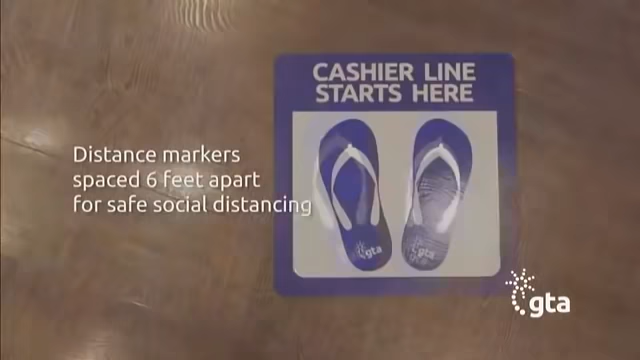 CASHIER LINE
STARTS HERE
Distance markers
spaced 6 feet apart
for safe social distancing
gta
gta
gta